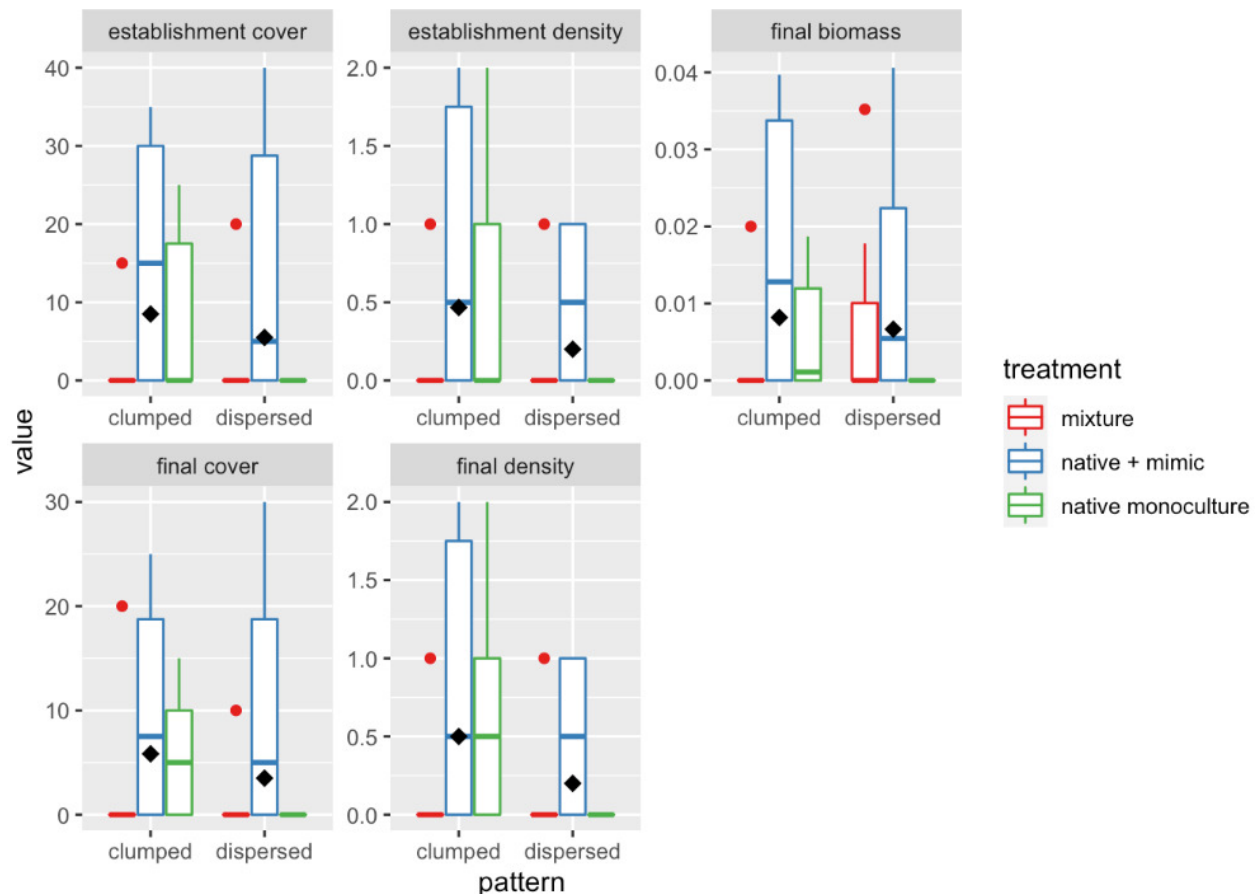 establishment cover
establishment density
final biomass
40
30
20
10
0
2.0
1.5
1.0
0.5
0.0
0.04
0.03
0.02
0.01
0.00
clumped
dispersed
clumped
dispersed
clumped
dispersed
value
final cover
final density
30
20
10
0
2.0
1.5
1.0
0.5
0.0
clumped
dispersed
clumped
dispersed
pattern
treatment
mixture
native + mimic
native monoculture